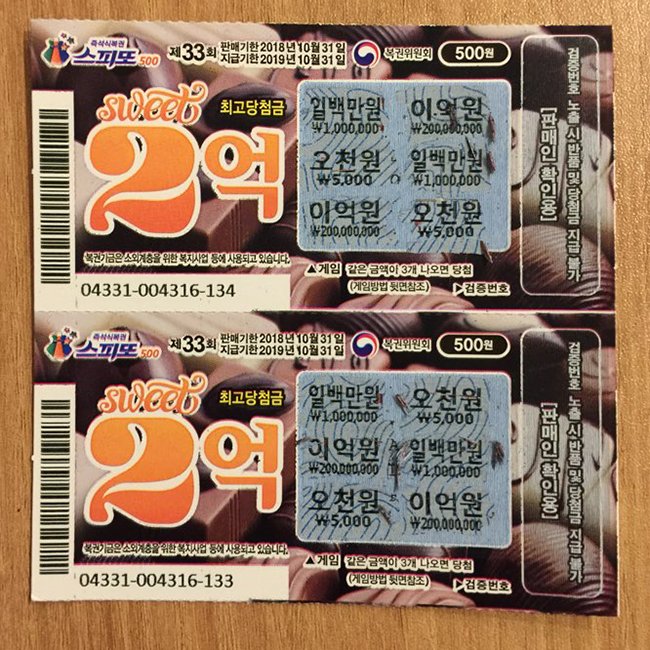 즉석식복권
스피또500
제33회
판매기한 2018년 10월 31일
지급기한 2019년 10월 31일
복권위원회
500원
sweet
최고당첨금
2억
일백만원 이억원
₩1,000,000 ₩200,000,000
오천원 일백만원
₩5,000 ₩1,000,000
이억원 오천원
₩200,000,000 ₩5,000
복권기금은 소외계층을 위한 복지사업 등에 사용되고 있습니다.
04331-004316-134
▲게임 같은 금액이 3개 나오면 당첨
(게임방법 뒷면참조) ▶검증번호
검증번호 노출 시 반품 및 당첨금 지급 불가
[판매인 확인용]
즉석식복권
스피또500
제33회
판매기한 2018년 10월 31일
지급기한 2019년 10월 31일
복권위원회
500원
sweet
최고당첨금
2억
일백만원 오천원
₩1,000,000 ₩5,000
이억원 일백만원
₩200,000,000 ₩1,000,000
오천원 이억원
₩5,000 ₩200,000,000
복권기금은 소외계층을 위한 복지사업 등에 사용되고 있습니다.
04331-004316-133
▲게임 같은 금액이 3개 나오면 당첨
(게임방법 뒷면참조) ▶검증번호
검증번호 노출 시 반품 및 당첨금 지급 불가
[판매인 확인용]